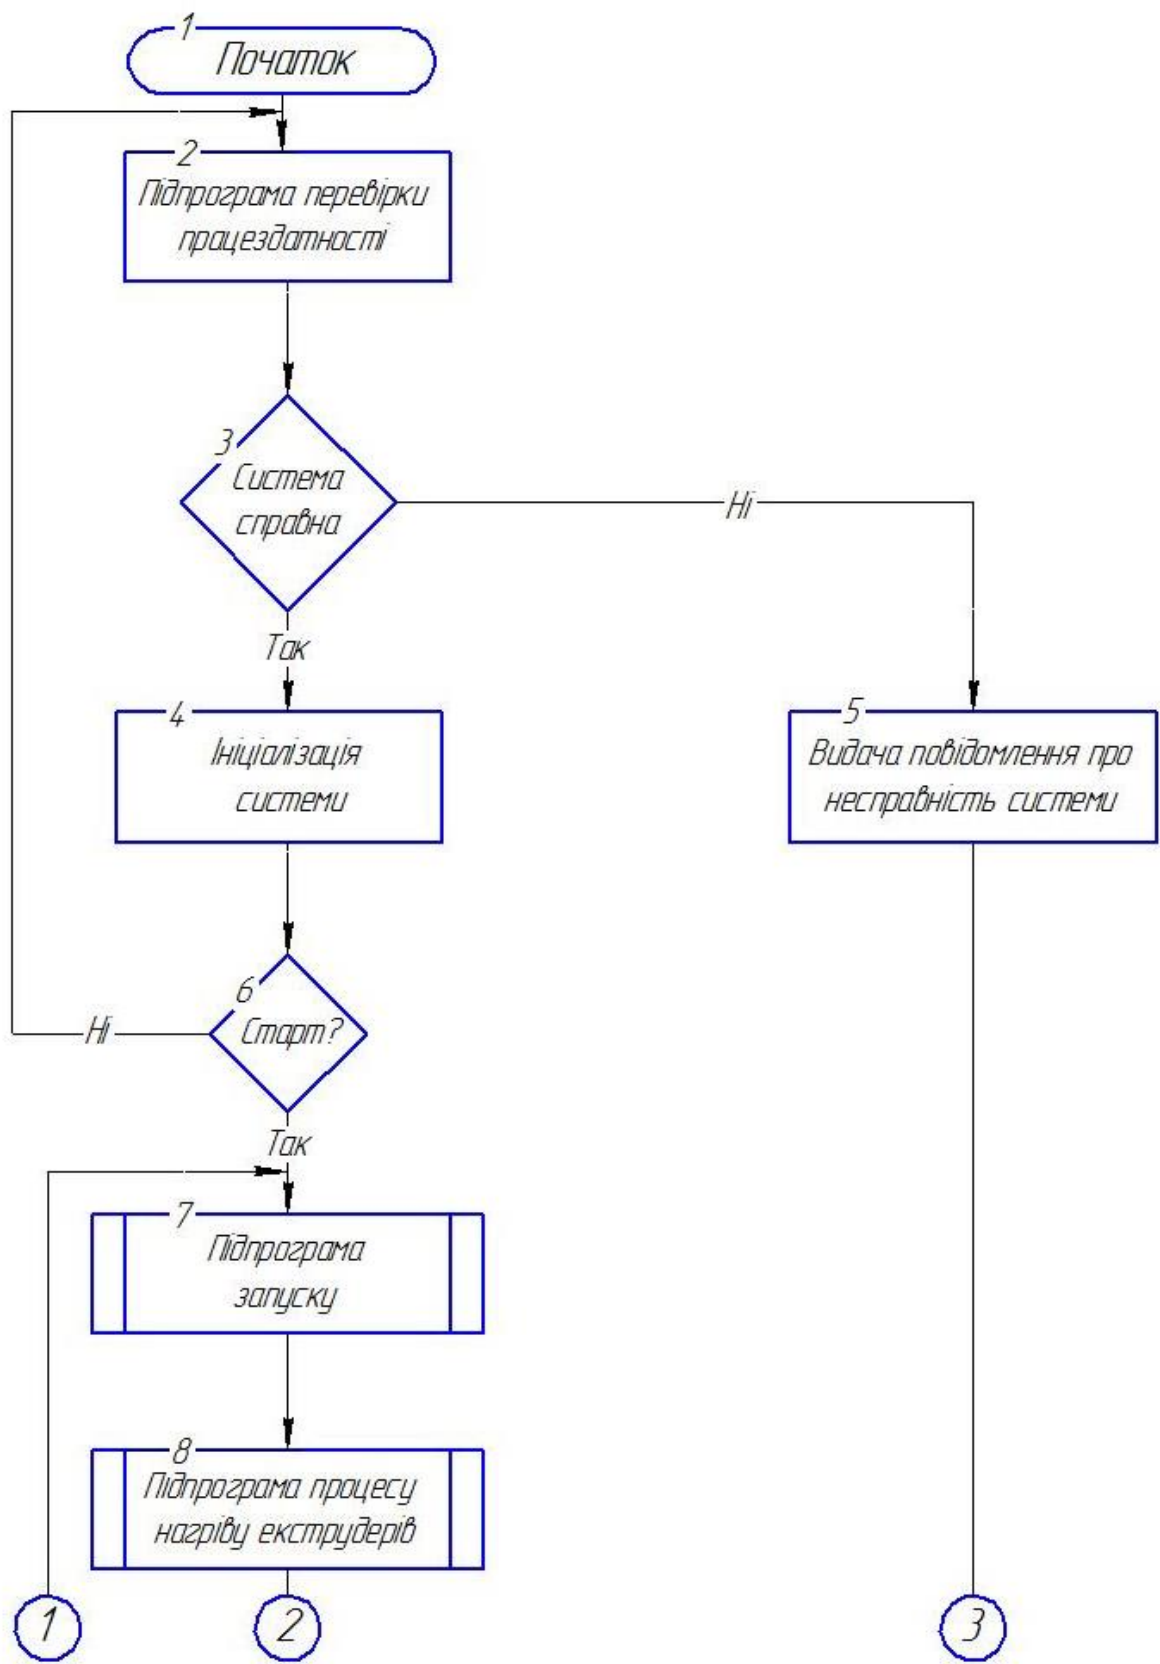 1
Початок
2
Підпрограма перевірки
працездатності
3
Система
справна
Ні
Так
4
Ініціалізація
системи
5
Видача повідомлення про
несправність системи
6
Старт?
Ні
Так
7
Підпрограма
запуску
8
Підпрограма процесу
нагріву екструдерів
1
2
3